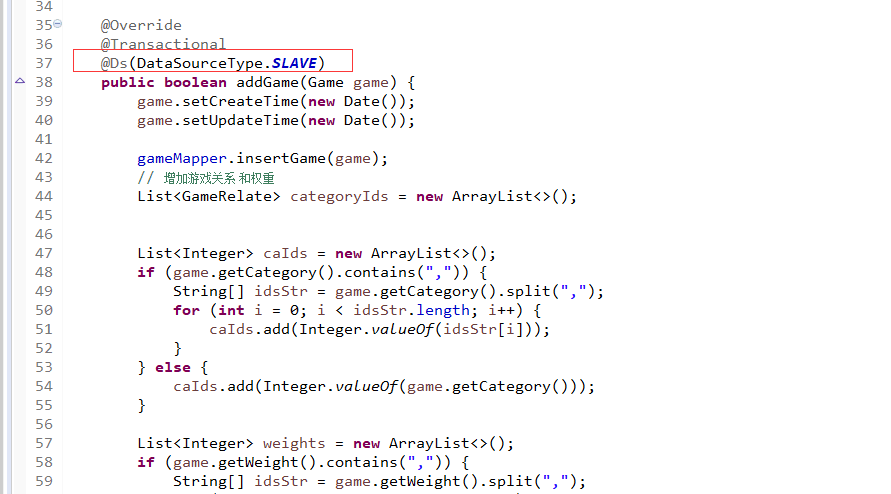 34
35 @Override
36 @Transactional
37 @Ds(DataSourceType.SLAVE)
38 public boolean addGame(Game game) {
39 game.setCreateTime(new Date());
40 game.setUpdateTime(new Date());
41
42 gameMapper.insertGame(game);
43 // 增加游戏关系 和权重
44 List<GameRelate> categoryIds = new ArrayList<>();
45
46
47 List<Integer> caIds = new ArrayList<>();
48 if (game.getCategory().contains(",")) {
49 String[] idsStr = game.getCategory().split(",");
50 for (int i = 0; i < idsStr.length; i++) {
51 caIds.add(Integer.valueOf(idsStr[i]));
52 }
53 } else {
54 caIds.add(Integer.valueOf(game.getCategory()));
55 }
56
57 List<Integer> weights = new ArrayList<>();
58 if (game.getWeight().contains(",")) {
59 String[] idsStr = game.getWeight().split(",");